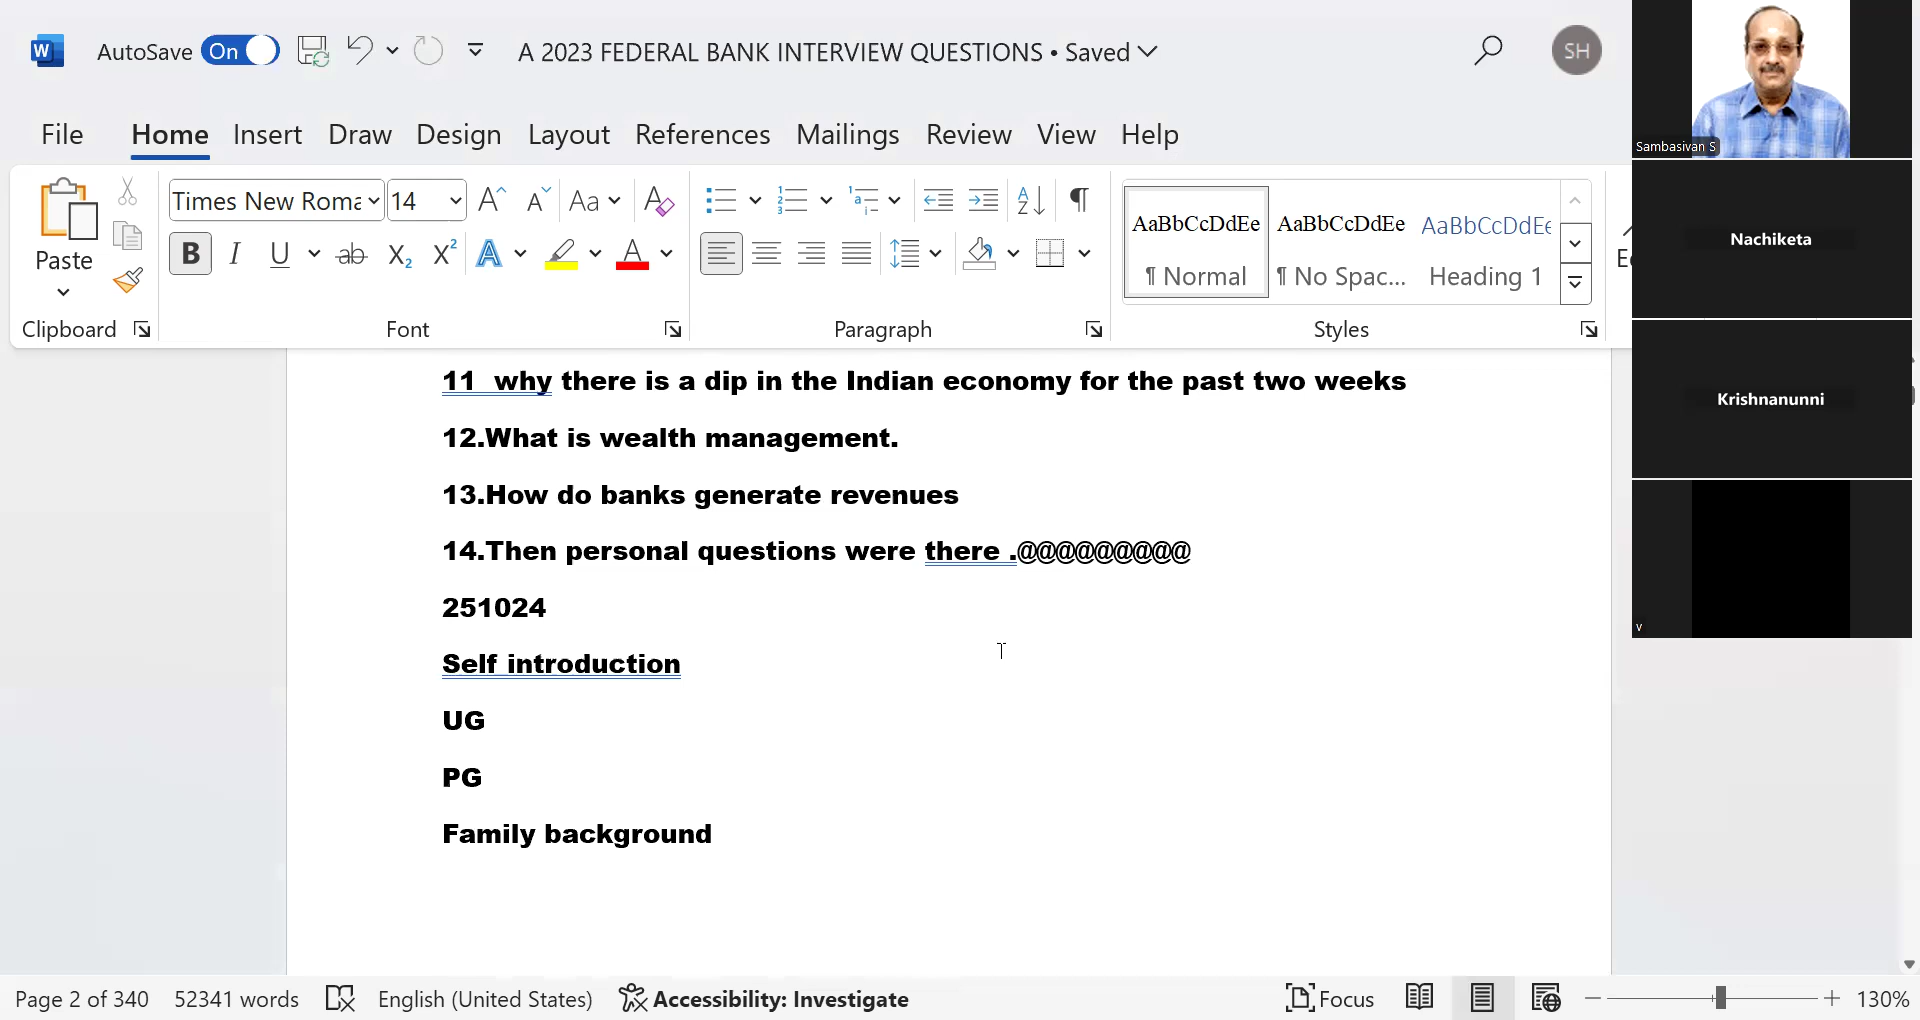 AutoSave On A 2023 FEDERAL BANK INTERVIEW QUESTIONS • Saved SH
File Home Insert Draw Design Layout References Mailings Review View Help
Times New Roma 14
Paste
Clipboard Font Paragraph Styles
AaBbCcDdEe AaBbCcDdEe AaBbCcDdEe
¶ Normal ¶ No Spac... Heading 1
11 why there is a dip in the Indian economy for the past two weeks
12.What is wealth management.
13.How do banks generate revenues
14.Then personal questions were there .@@@@@@@@@
251024
Self introduction
UG
PG
Family background
Sambasivan S
Nachiketa
Krishnanunni
v
Page 2 of 340 52341 words English (United States) Accessibility: Investigate Focus 130%